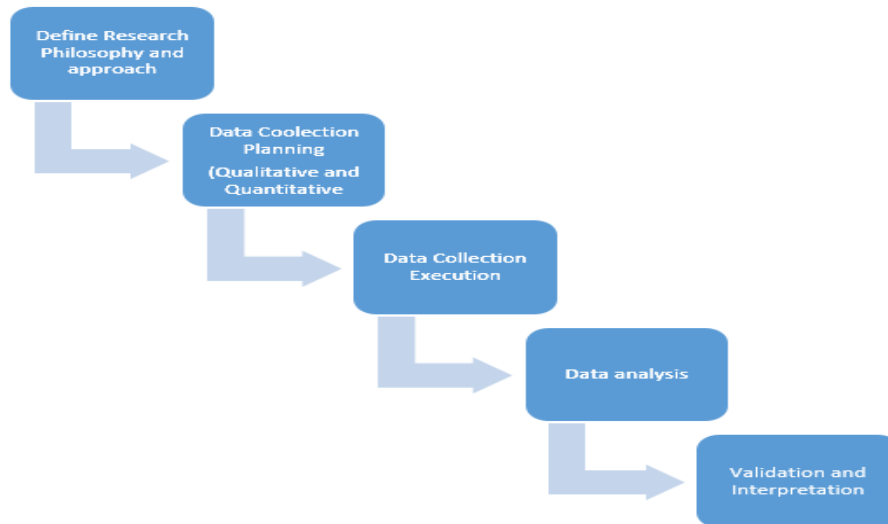 Define Research
Philosophy and
approach
Data Coolection
Planning
(Qualitative and
Quantitative
Data Collection
Execution
Data analysis
Validation and
Interpretation